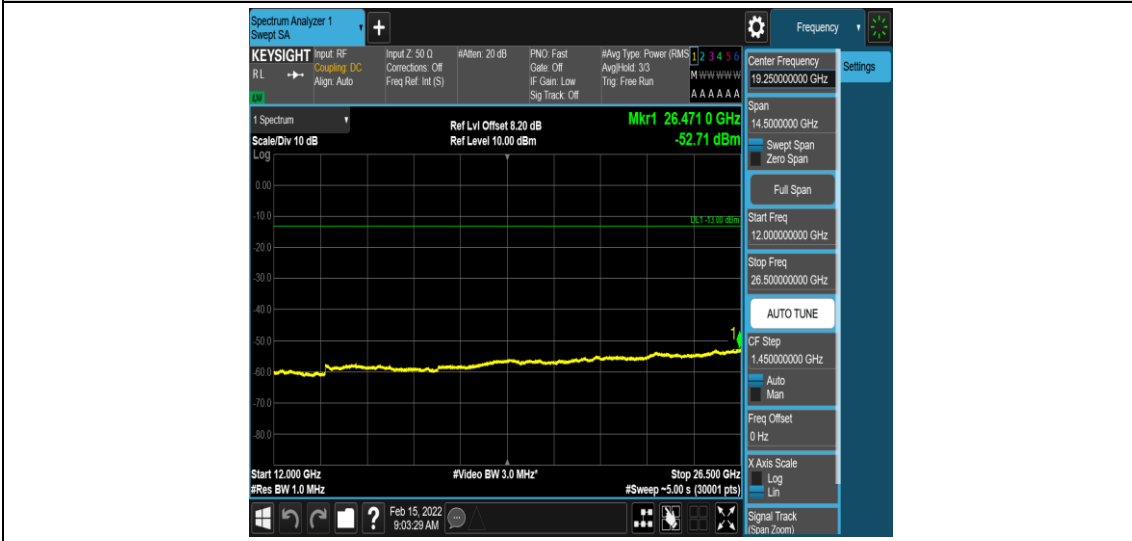 Spectrum Analyzer 1
Swept SA
Frequency
KEYSIGHT
RL
Input: RF
Coupling: DC
Align: Auto
Input Z: 50 Ω
Corrections: Off
Freq Ref: Int (S)
#Atten: 20 dB
PNO: Fast
Gate: Off
IF Gain: Low
Sig Track: Off
#Avg Type: Power (RMS
Avg|Hold: 3/3
Trig: Free Run
1 2 3 4 5 6
M W W W W W
A A A A A A
1 Spectrum
Scale/Div 10 dB
Log
Ref Lvl Offset 8.20 dB
Ref Level 10.00 dBm
Mkr1 26.471 0 GHz
-52.71 dBm
0.00
-10.0
DL1 -13.00 dBm
-20.0
-30.0
-40.0
-50.0
1
-60.0
-70.0
-80.0
Start 12.000 GHz
#Res BW 1.0 MHz
#Video BW 3.0 MHz*
Stop 26.500 GHz
#Sweep ~5.00 s (30001 pts)
Feb 15, 2022
9:03:29 AM
Center Frequency
19.250000000 GHz
Settings
Span
14.5000000 GHz
Swept Span
Zero Span
Full Span
Start Freq
12.000000000 GHz
Stop Freq
26.500000000 GHz
AUTO TUNE
CF Step
1.450000000 GHz
Auto
Man
Freq Offset
0 Hz
X Axis Scale
Log
Lin
Signal Track
(Span Zoom)